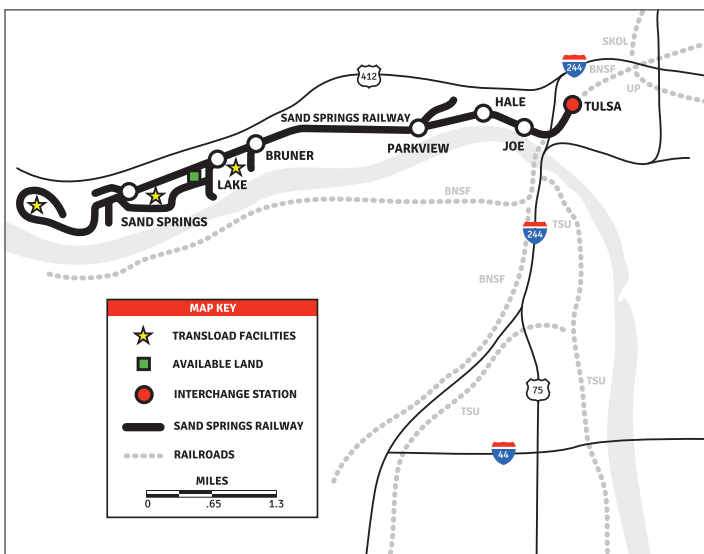 SKOL
244
BNSF
412
UP
HALE
TULSA
SAND SPRINGS RAILWAY
JOE
PARKVIEW
BRUNER
LAKE
BNSF
SAND SPRINGS
TSU
244
BNSF
MAP KEY
TRANSLOAD FACILITIES
AVAILABLE LAND
INTERCHANGE STATION
SAND SPRINGS RAILWAY
RAILROADS
MILES
0 .65 1.3
75
TSU
TSU
44